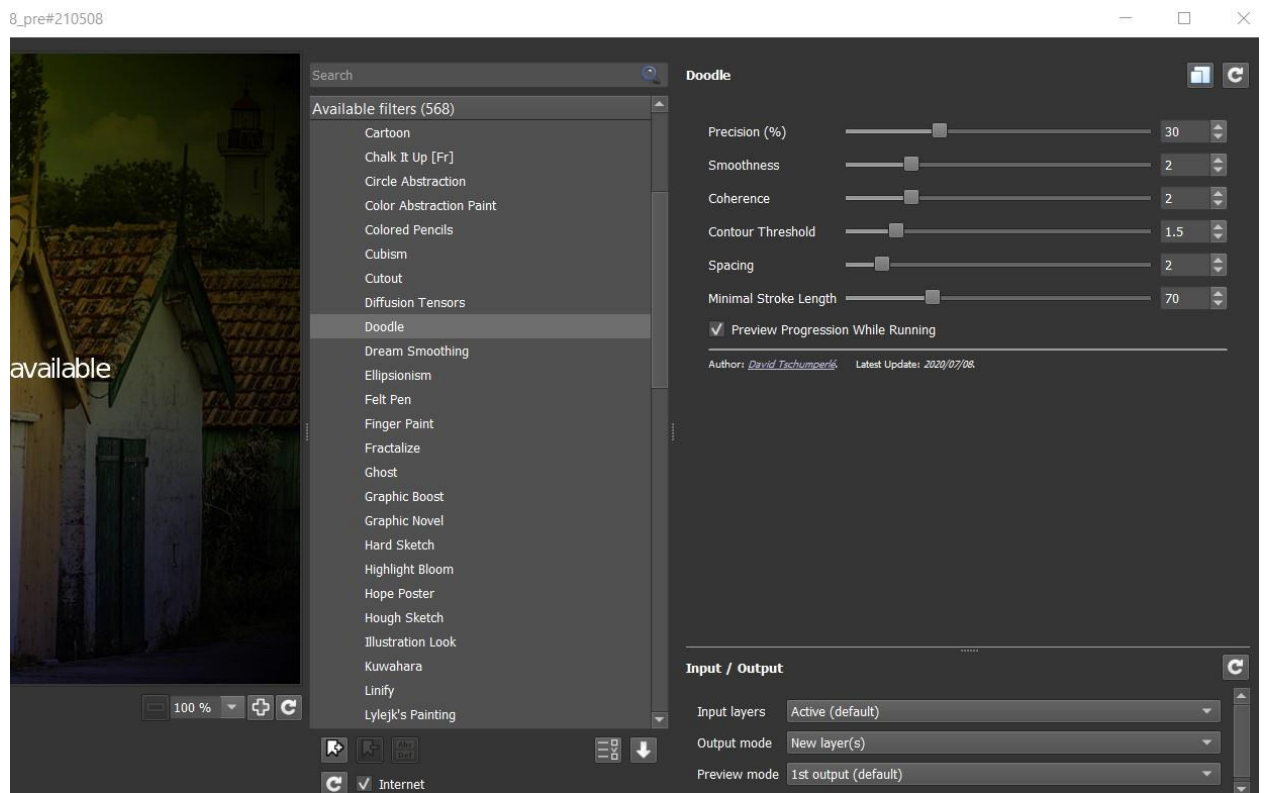 8_pre#210508
available
100 %
Search
Available filters (568)
Cartoon
Chalk It Up [Fr]
Circle Abstraction
Color Abstraction Paint
Colored Pencils
Cubism
Cutout
Diffusion Tensors
Doodle
Dream Smoothing
Ellipsionism
Felt Pen
Finger Paint
Fractalize
Ghost
Graphic Boost
Graphic Novel
Hard Sketch
Highlight Bloom
Hope Poster
Hough Sketch
Illustration Look
Kuwahara
Linify
Lylejk's Painting
Internet
Doodle
Precision (%) 30
Smoothness 2
Coherence 2
Contour Threshold 1.5
Spacing 2
Minimal Stroke Length 70
Preview Progression While Running
Author: David Tschumperlé. Latest Update: 2020/07/08.
Input / Output
Input layers Active (default)
Output mode New layer(s)
Preview mode 1st output (default)